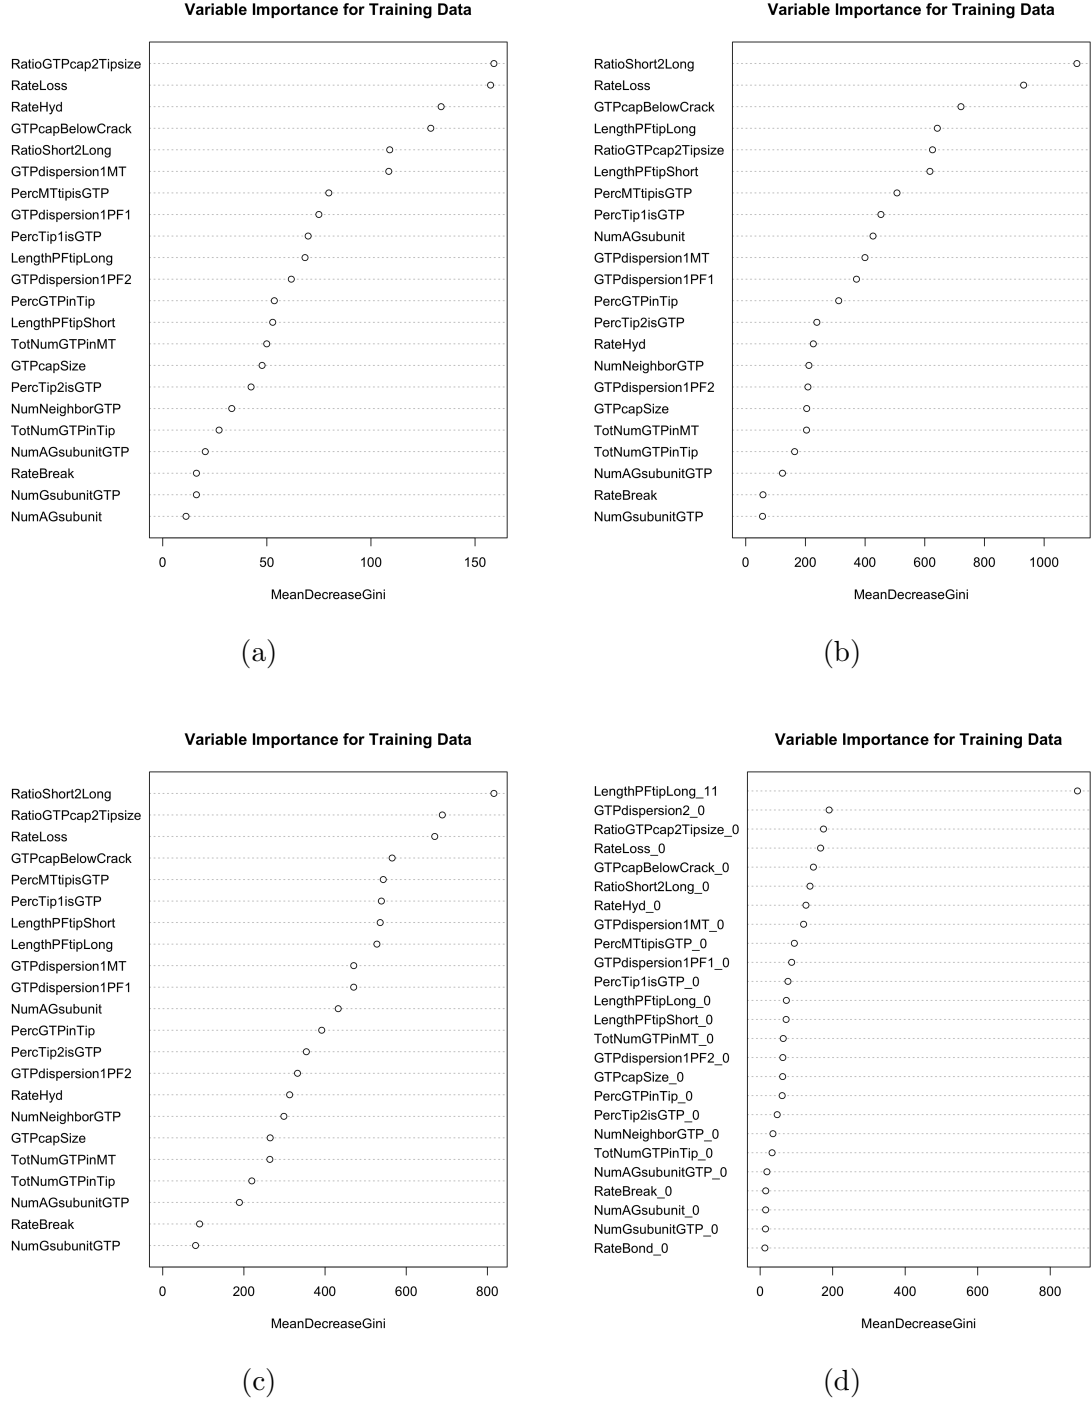 Variable Importance for Training Data
RatioGTPcap2Tipsize
RateLoss
RateHyd
GTPcapBelowCrack
RatioShort2Long
GTPdispersion1MT
PercMTtipisGTP
GTPdispersion1PF1
PercTip1isGTP
LengthPFtipLong
GTPdispersion1PF2
PercGTPinTip
LengthPFtipShort
TotNumGTPinMT
GTPcapSize
PercTip2isGTP
NumNeighborGTP
TotNumGTPinTip
NumAGsubunitGTP
RateBreak
NumGsubunitGTP
NumAGsubunit
0 50 100 150
MeanDecreaseGini
(a)
Variable Importance for Training Data
RatioShort2Long
RateLoss
GTPcapBelowCrack
LengthPFtipLong
RatioGTPcap2Tipsize
LengthPFtipShort
PercMTtipisGTP
PercTip1isGTP
NumAGsubunit
GTPdispersion1MT
GTPdispersion1PF1
PercGTPinTip
PercTip2isGTP
RateHyd
NumNeighborGTP
GTPdispersion1PF2
GTPcapSize
TotNumGTPinMT
TotNumGTPinTip
NumAGsubunitGTP
RateBreak
NumGsubunitGTP
0 200 400 600 800 1000
MeanDecreaseGini
(b)
Variable Importance for Training Data
RatioShort2Long
RatioGTPcap2Tipsize
RateLoss
GTPcapBelowCrack
PercMTtipisGTP
PercTip1isGTP
LengthPFtipShort
LengthPFtipLong
GTPdispersion1MT
GTPdispersion1PF1
NumAGsubunit
PercGTPinTip
PercTip2isGTP
GTPdispersion1PF2
RateHyd
NumNeighborGTP
GTPcapSize
TotNumGTPinMT
TotNumGTPinTip
NumAGsubunitGTP
RateBreak
NumGsubunitGTP
0 200 400 600 800
MeanDecreaseGini
(c)
Variable Importance for Training Data
LengthPFtipLong_11
GTPdispersion2_0
RatioGTPcap2Tipsize_0
RateLoss_0
GTPcapBelowCrack_0
RatioShort2Long_0
RateHyd_0
GTPdispersion1MT_0
PercMTtipisGTP_0
GTPdispersion1PF1_0
PercTip1isGTP_0
LengthPFtipLong_0
LengthPFtipShort_0
TotNumGTPinMT_0
GTPdispersion1PF2_0
GTPcapSize_0
PercGTPinTip_0
PercTip2isGTP_0
NumNeighborGTP_0
TotNumGTPinTip_0
NumAGsubunitGTP_0
RateBreak_0
NumAGsubunit_0
NumGsubunitGTP_0
RateBond_0
0 200 400 600 800
MeanDecreaseGini
(d)